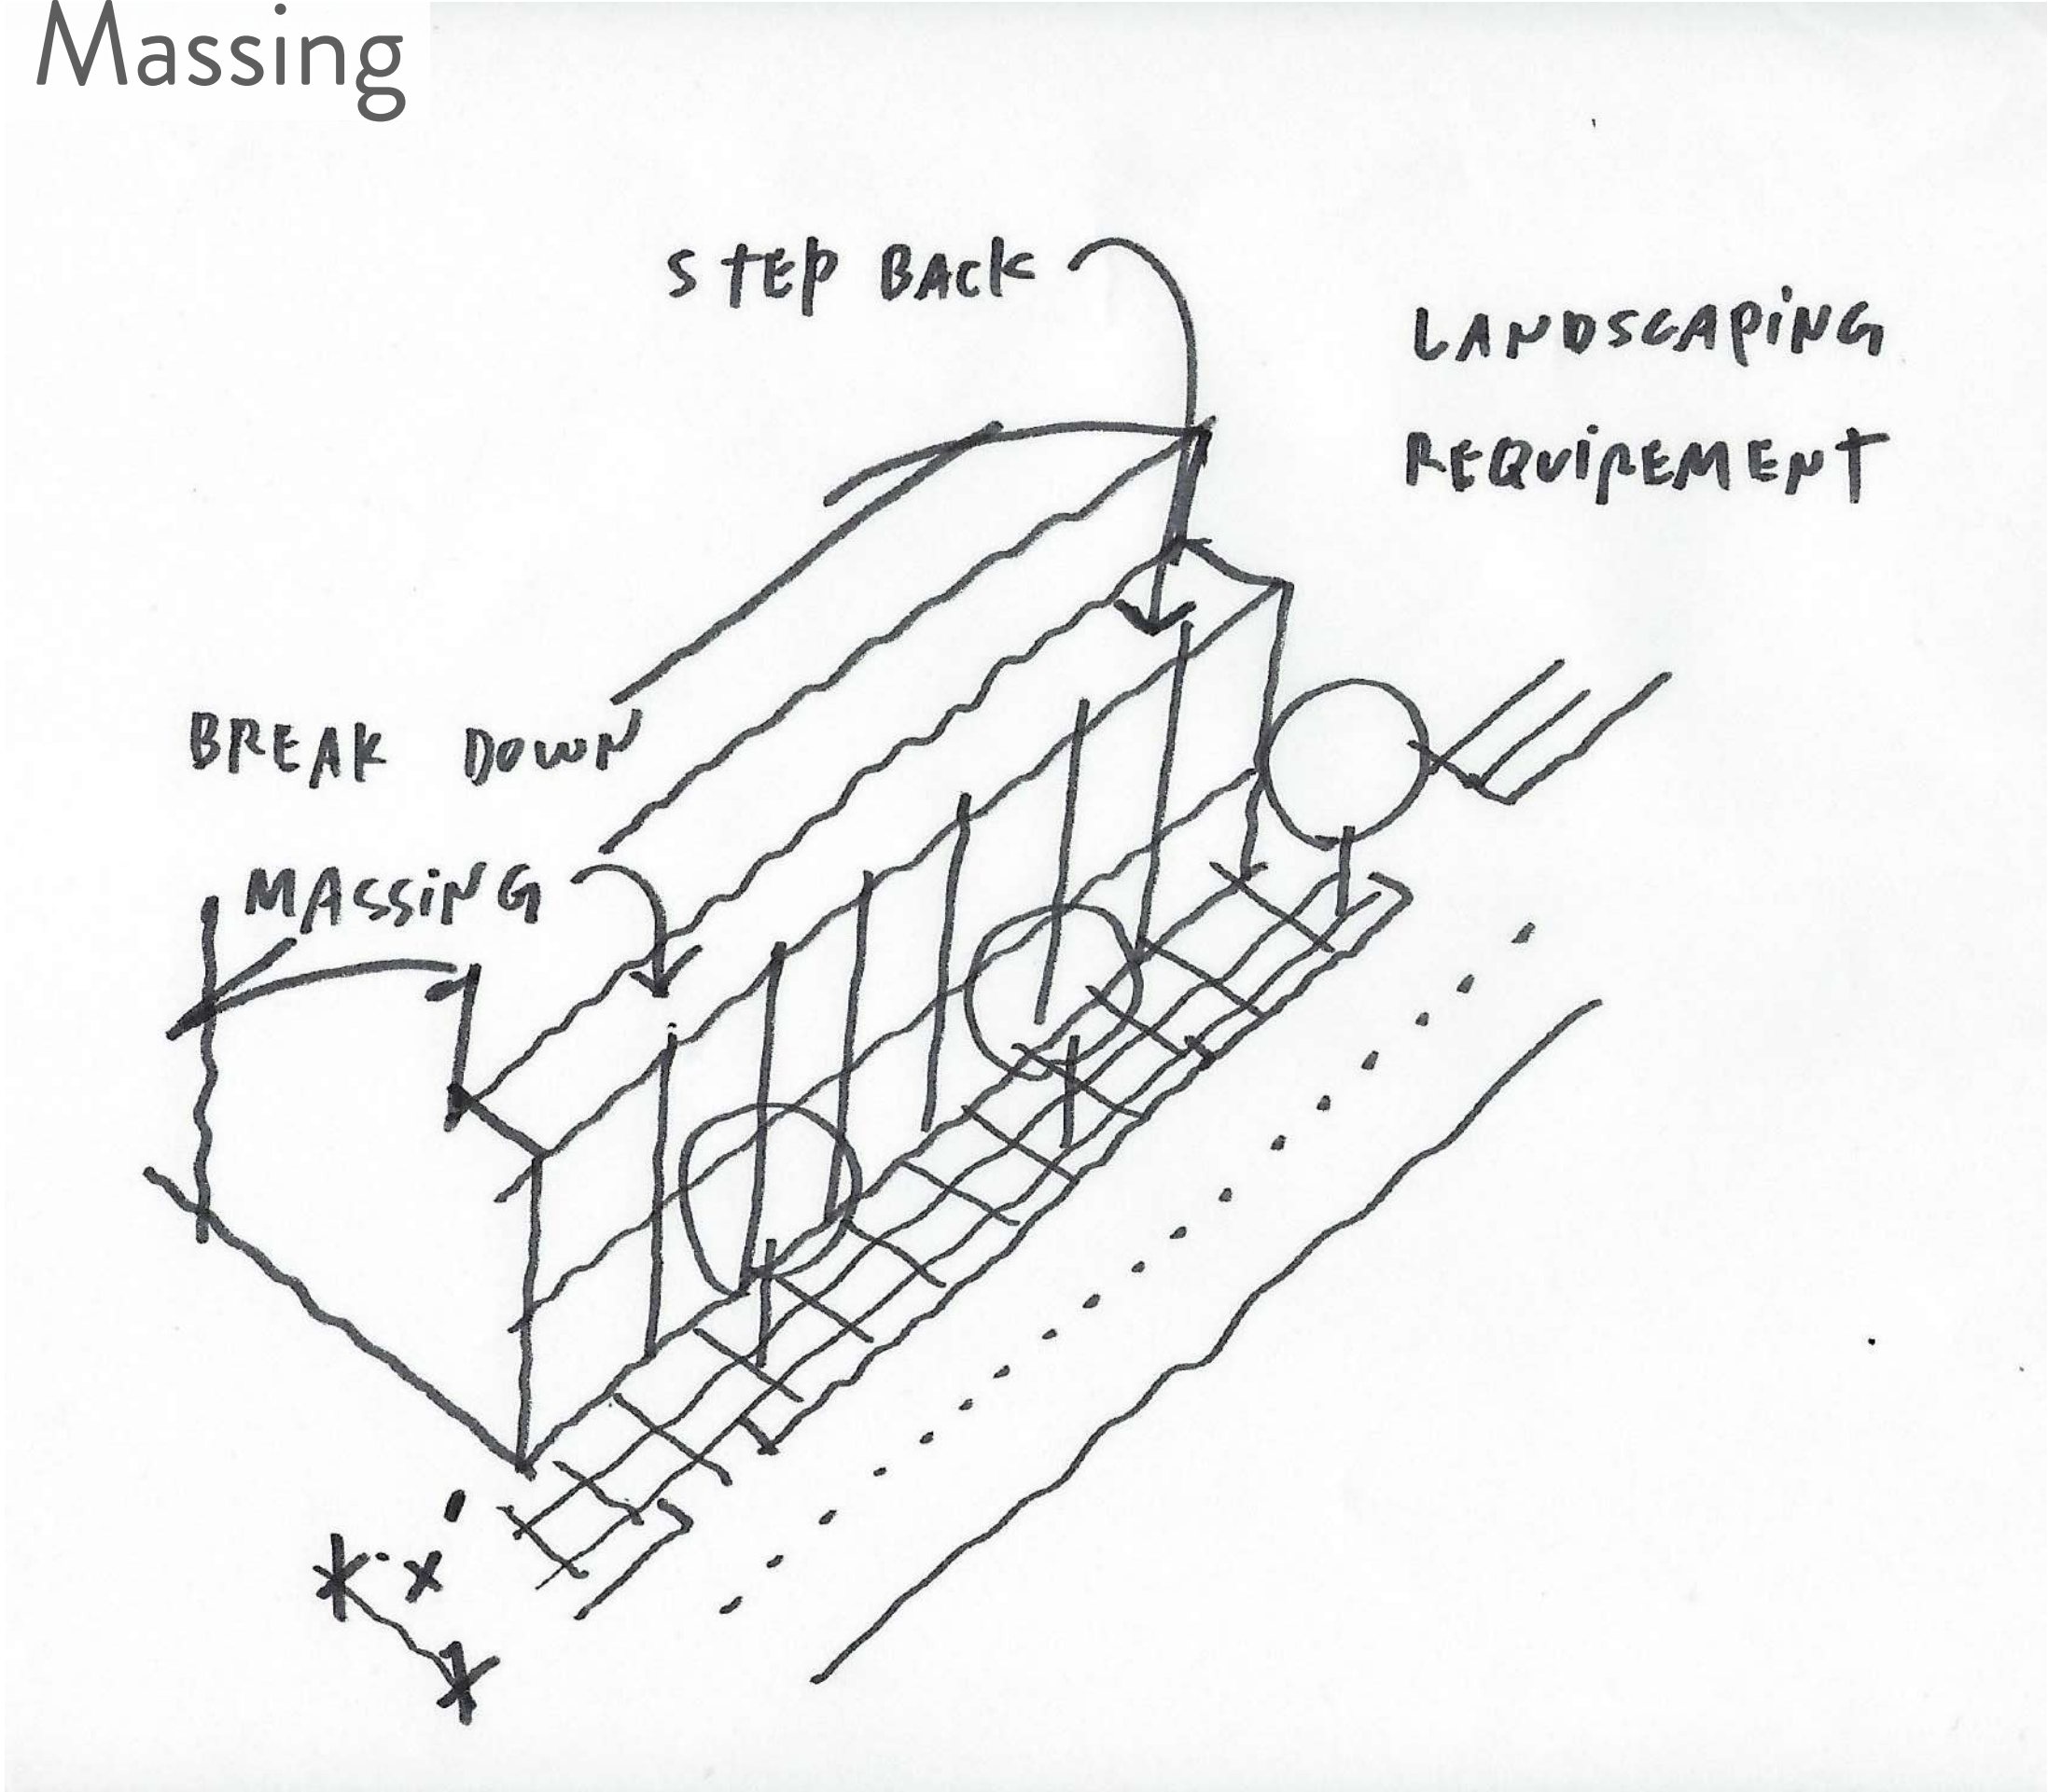 Massing
STEP BACK
LANDSCAPING
REQUIREMENT
BREAK DOWN
MASSING
X'